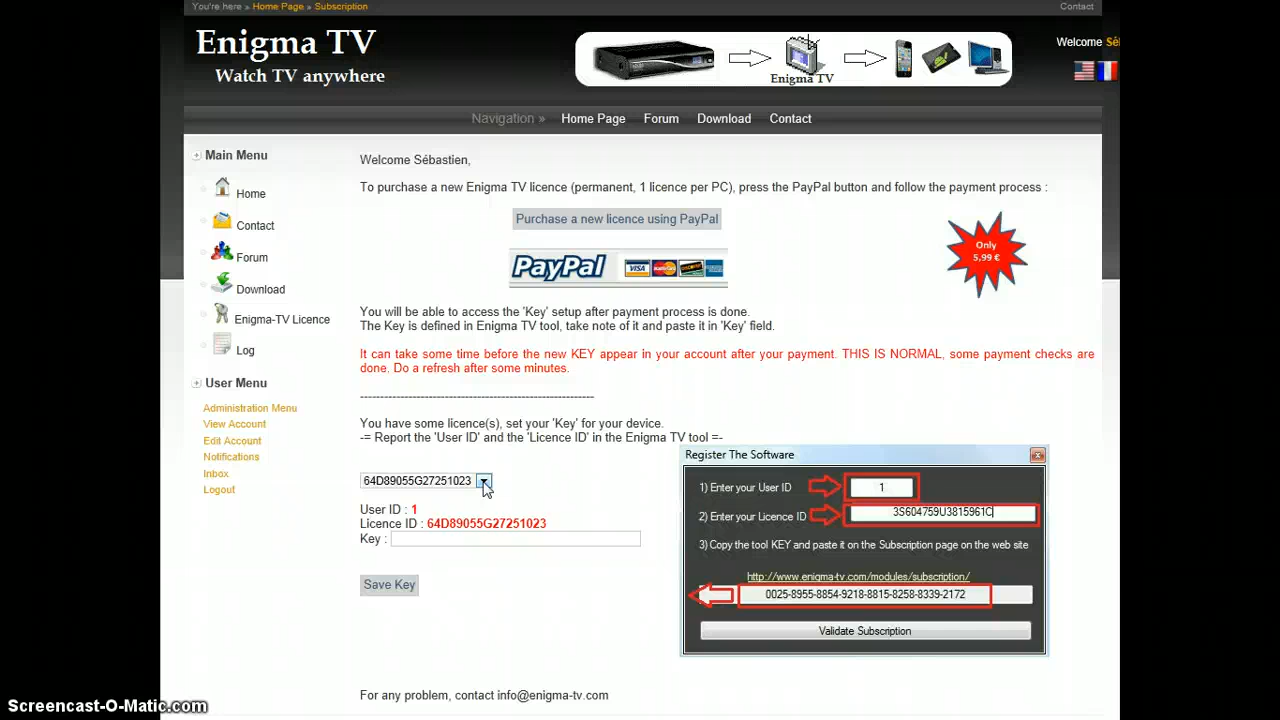 You're here » Home Page » Subscription
Contact
Enigma TV
Watch TV anywhere
Enigma TV
Welcome Sé
Navigation » Home Page Forum Download Contact
Main Menu
Home
Contact
Forum
Download
Enigma-TV Licence
Log
User Menu
Administration Menu
View Account
Edit Account
Notifications
Inbox
Logout
Welcome Sébastien,
To purchase a new Enigma TV licence (permanent, 1 licence per PC), press the PayPal button and follow the payment process :
Purchase a new licence using PayPal
PayPal VISA
Only
5,99 €
You will be able to access the 'Key' setup after payment process is done.
The Key is defined in Enigma TV tool, take note of it and paste it in 'Key' field.
It can take some time before the new KEY appear in your account after your payment. THIS IS NORMAL, some payment checks are
done. Do a refresh after some minutes.
----------------------------------------------------------
You have some licence(s), set your 'Key' for your device.
-= Report the 'User ID' and the 'Licence ID' in the Enigma TV tool =-
64D89055G27251023
User ID : 1
Licence ID : 64D89055G27251023
Key :
Save Key
Register The Software
1) Enter your User ID 1
2) Enter your Licence ID 3S604759U3815961C
3) Copy the tool KEY and paste it on the Subscription page on the web site
http://www.enigma-tv.com/modules/subscription/
0025-8955-8854-9218-8815-8258-8339-2172
Validate Subscription
For any problem, contact info@enigma-tv.com
Screencast-O-Matic.com